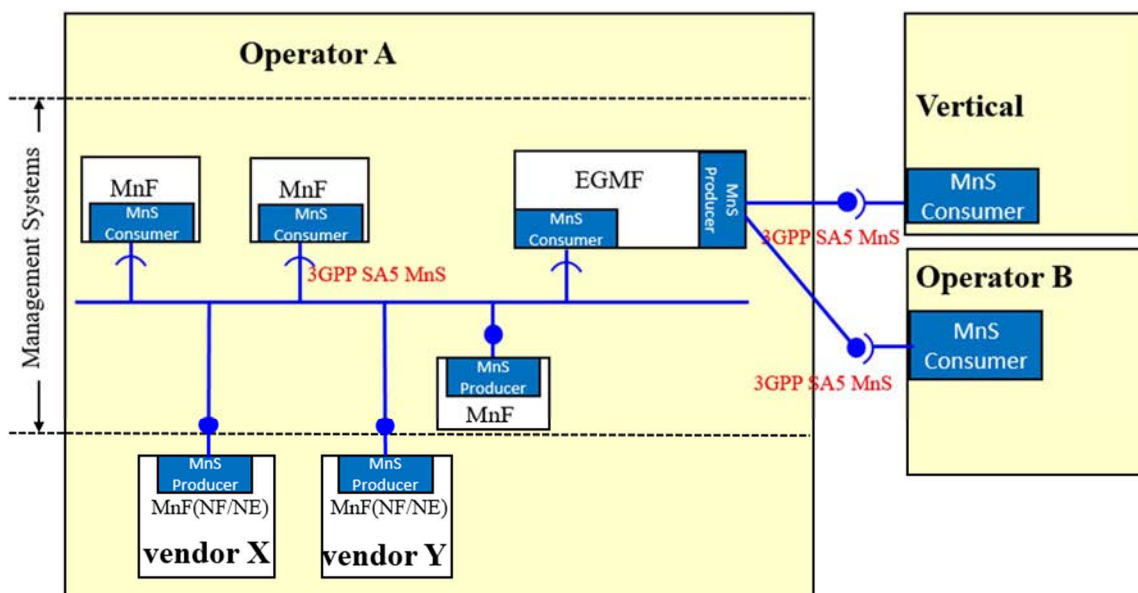 Operator A
Management Systems
MnF
MnS
Consumer
MnF
MnS
Consumer
3GPP SA5 MnS
EGMF
MnS
Consumer
MnS
Producer
3GPP SA5 MnS
Vertical
MnS
Consumer
Operator B
MnS
Consumer
3GPP SA5 MnS
MnS
Producer
MnF
MnS
Producer
MnF(NF/NE)
vendor X
MnS
Producer
MnF(NF/NE)
vendor Y